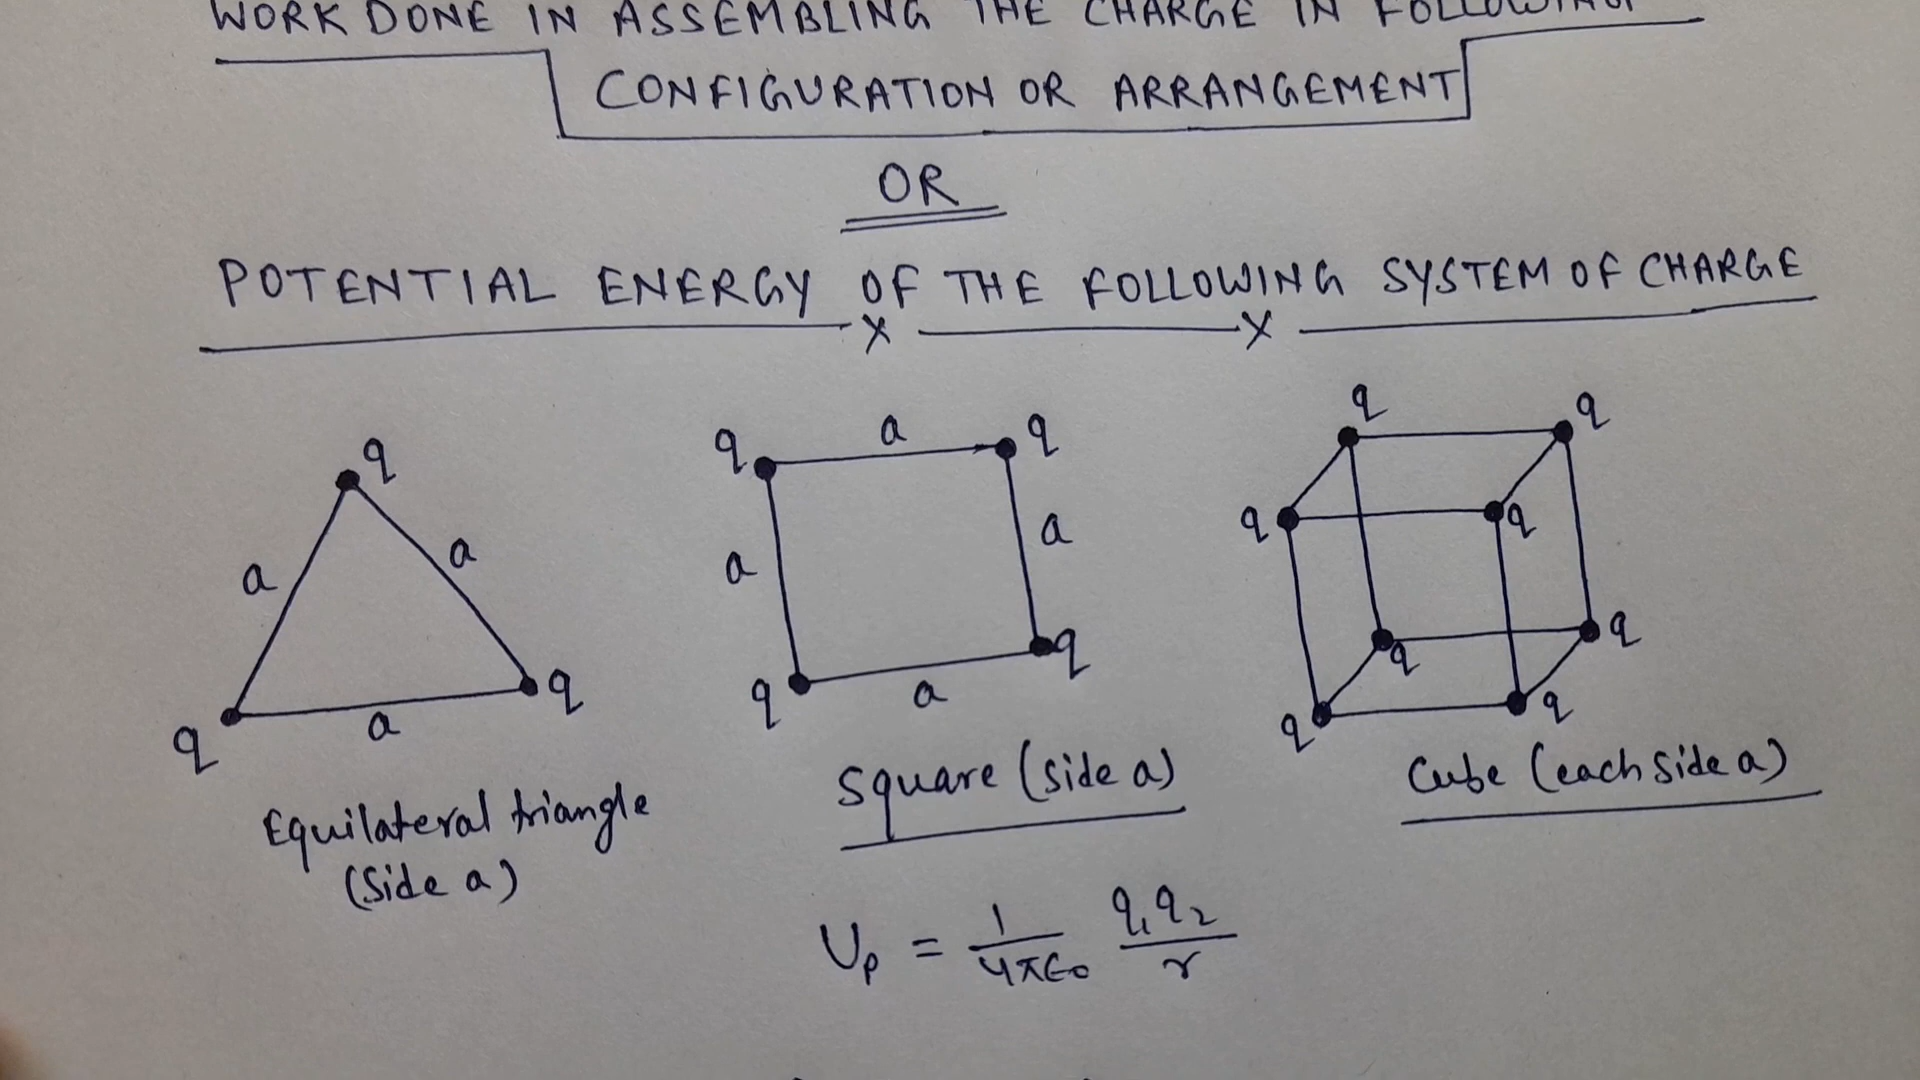 WORK DONE IN ASSEMBLING THE CHARGE IN FOLLOWING
CONFIGURATION OR ARRANGEMENT
OR
POTENTIAL ENERGY OF THE FOLLOWING SYSTEM OF CHARGE
x x
q
a a
q a q
Equilateral triangle
(Side a)
q a q
a a
q a q
Square (side a)
q q
q q
q q
q q
Cube (each side a)
Up = 1/4πϵ₀ q₁q₂/r